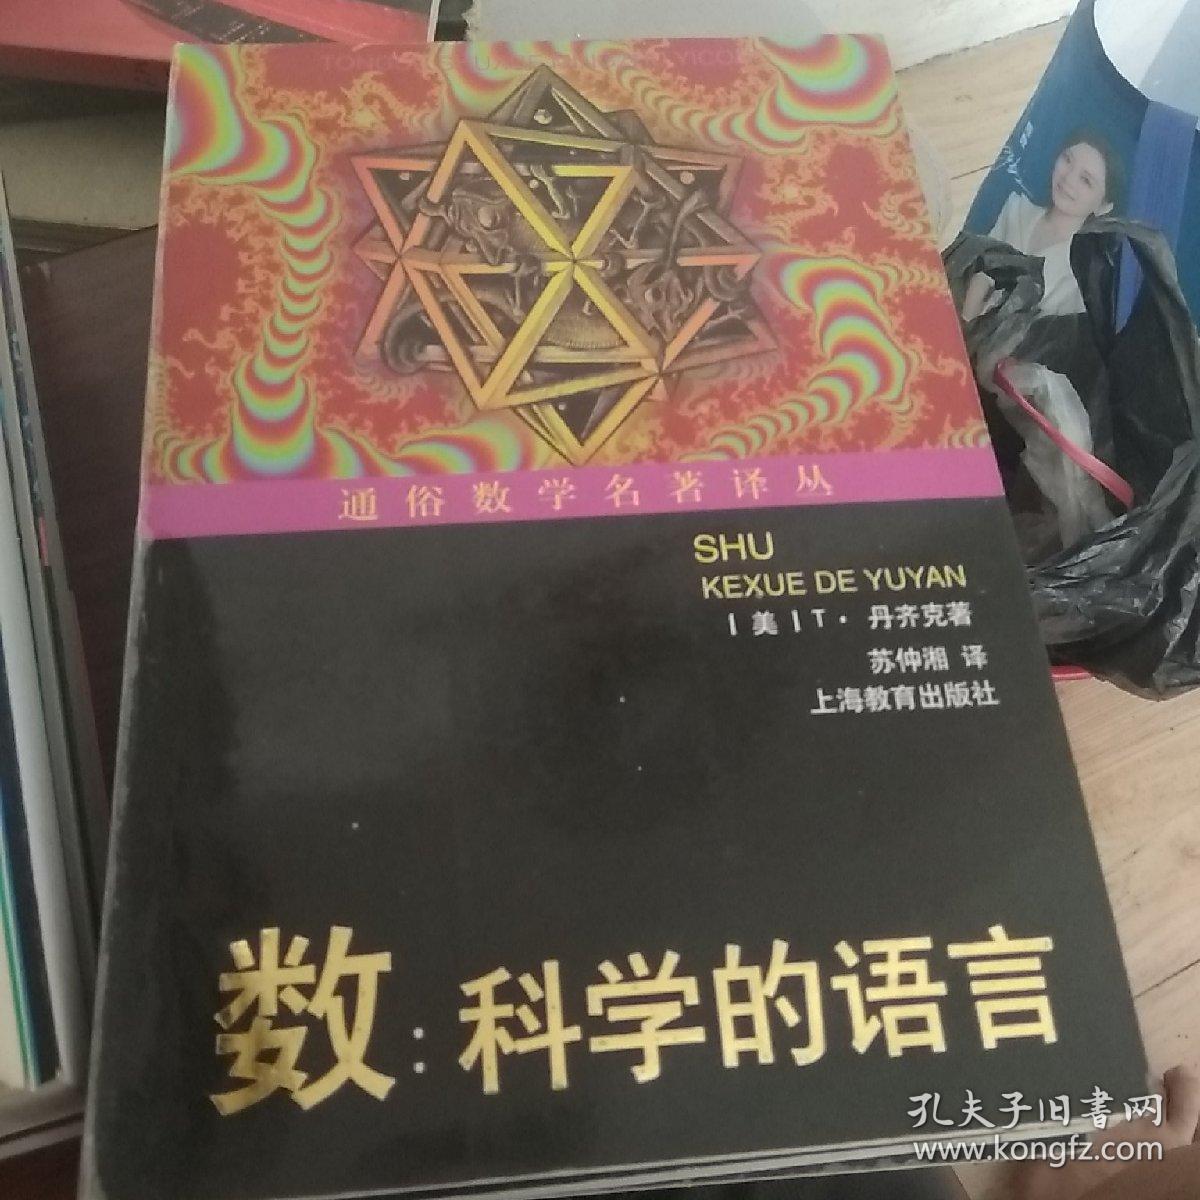 通俗数学名著译丛
SHU
KEXUE DE YUYAN
[美]T·丹齐克著
苏仲湘 译
上海教育出版社
数:科学的语言
孔夫子旧书网
www.kongfz.com